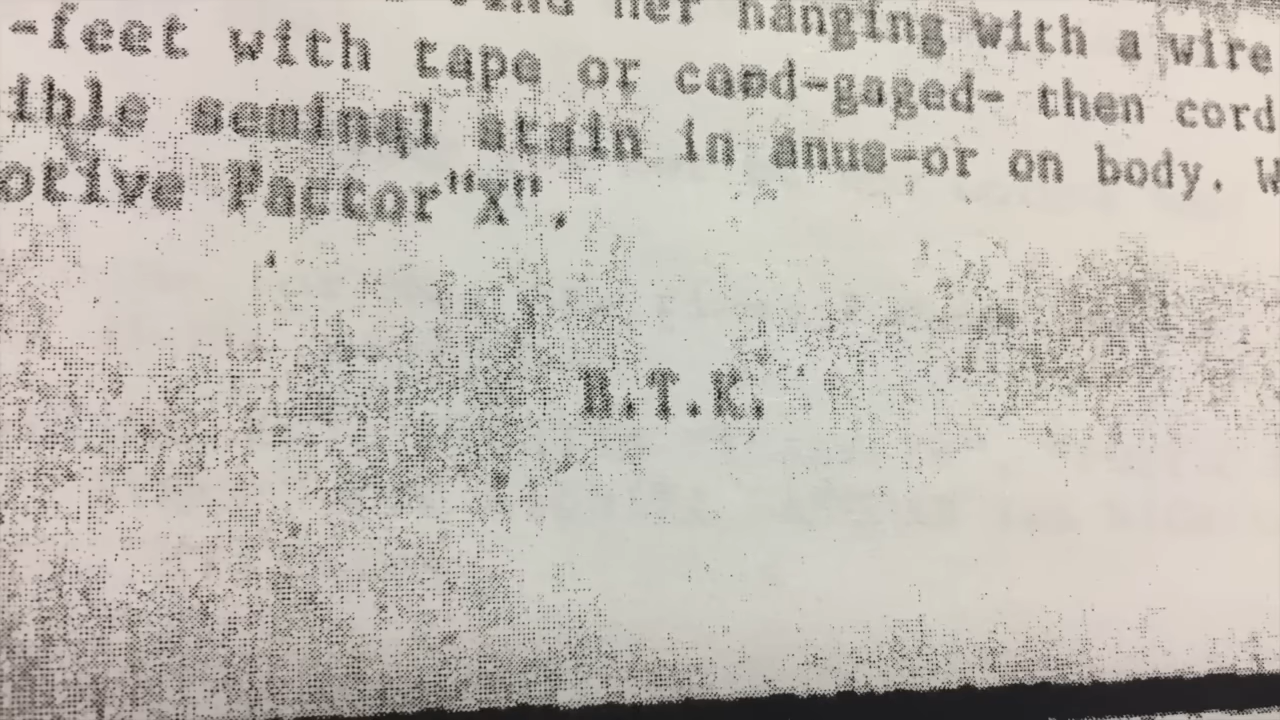 her hanging with a wire
-feet with tape or coed-gaged- then cord
ible seminal stain in anus-or on body. W
otive Factor"X".
B.T.K.